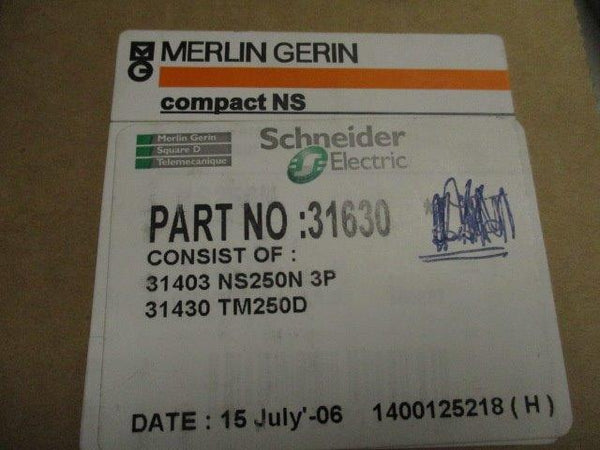 MERLIN GERIN
compact NS
Merlin Gerin
Square D
Telemecanique
Schneider
Electric
PART NO :31630
CONSIST OF :
31403 NS250N 3P
31430 TM250D
DATE : 15 July'-06 1400125218 ( H )